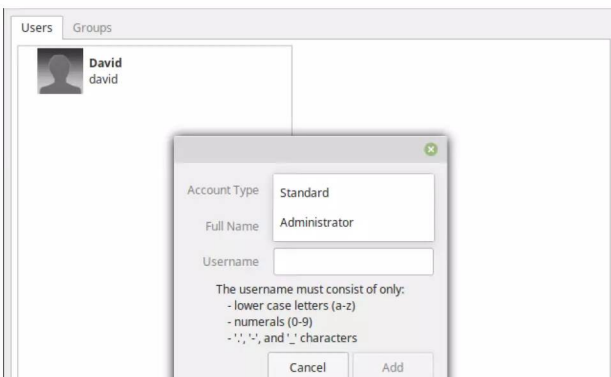 Users Groups
David
david
Account Type
Standard
Full Name
Administrator
Username
The username must consist of only:
- lower case letters (a-z)
- numerals (0-9)
- '.', '-', and '_' characters
Cancel Add